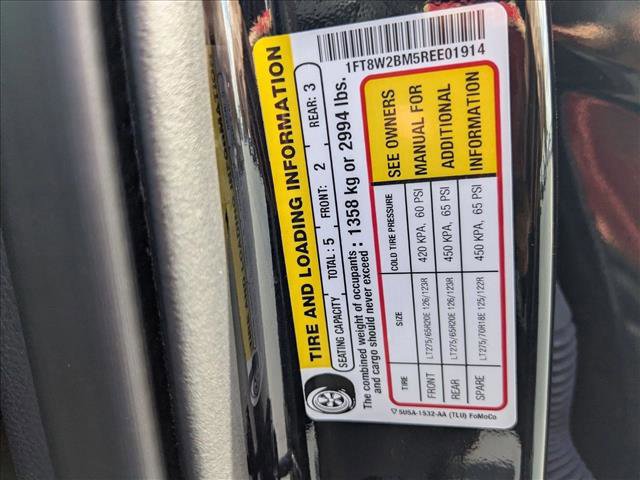 TIRE AND LOADING INFORMATION
SEATING CAPACITY TOTAL: 5 FRONT: 2 REAR: 3
The combined weight of occupants : 1358 kg or 2994 lbs.
and cargo should never exceed
TIRE SIZE COLD TIRE PRESSURE SEE OWNERS
FRONT LT275/65R20E 126/123R 420 KPA, 60 PSI MANUAL FOR
REAR LT275/65R20E 126/123R 450 KPA, 65 PSI ADDITIONAL
SPARE LT275/70R18E 125/122R 450 KPA, 65 PSI INFORMATION
5U5A-1532-AA (TLU) FoMoCo
1FT8W2BM5REE01914